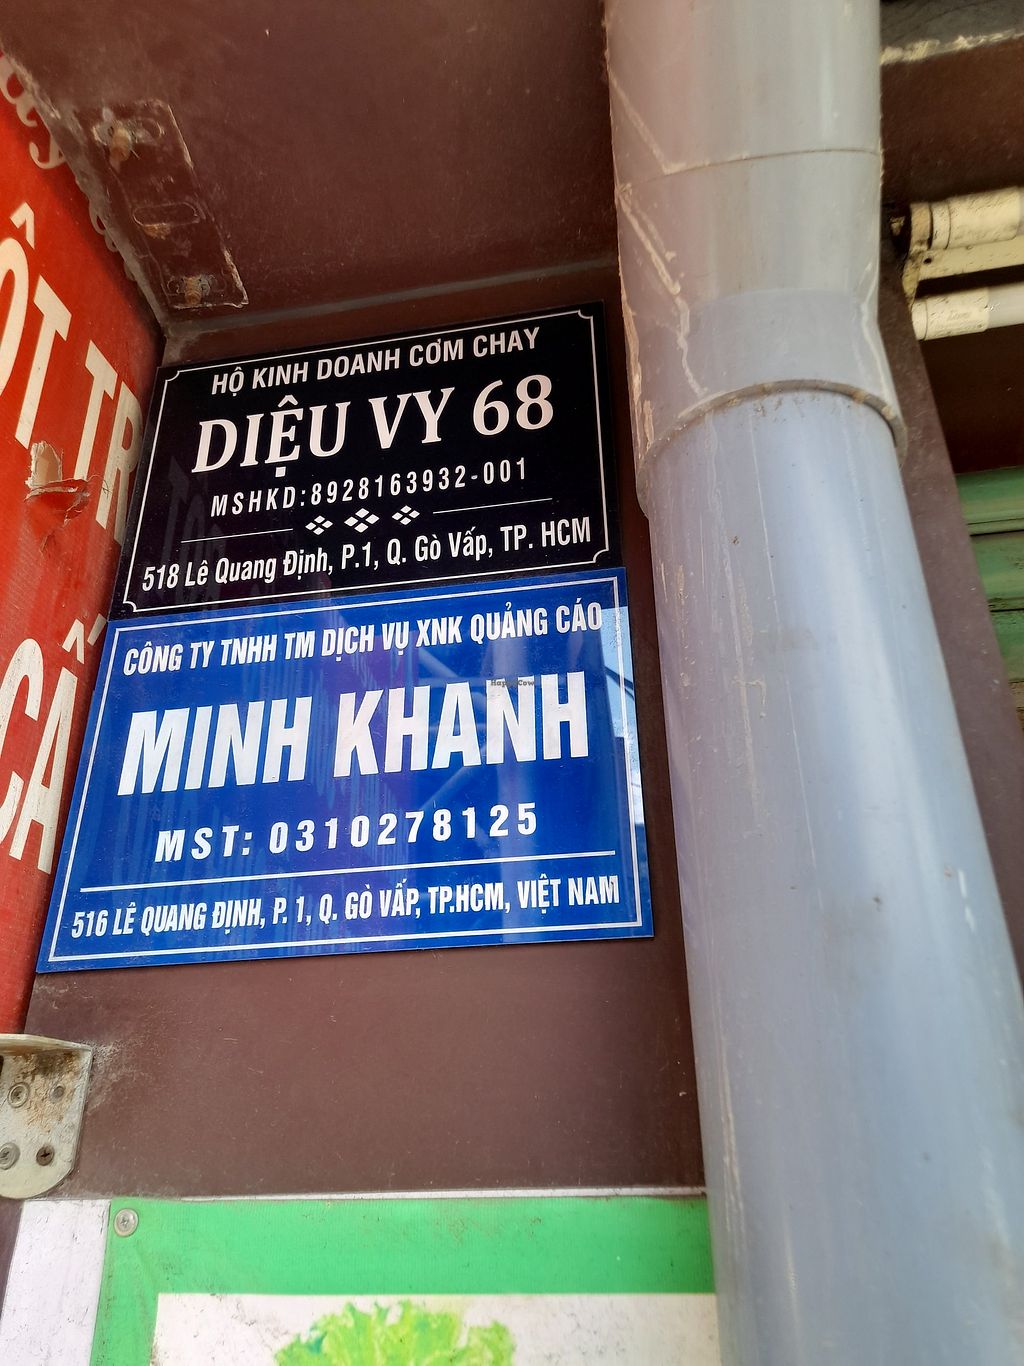 HỘ KINH DOANH CƠM CHAY
DIỆU VY 68
MSHKD:8928163932-001
518 Lê Quang Định, P.1, Q. Gò Vấp, TP. HCM
CÔNG TY TNHH TM DỊCH VỤ XNK QUẢNG CÁO
HappyCow
MINH KHANH
MST: 0310278125
516 LÊ QUANG ĐỊNH, P. 1, Q. GÒ VẤP, TP.HCM, VIỆT NAM